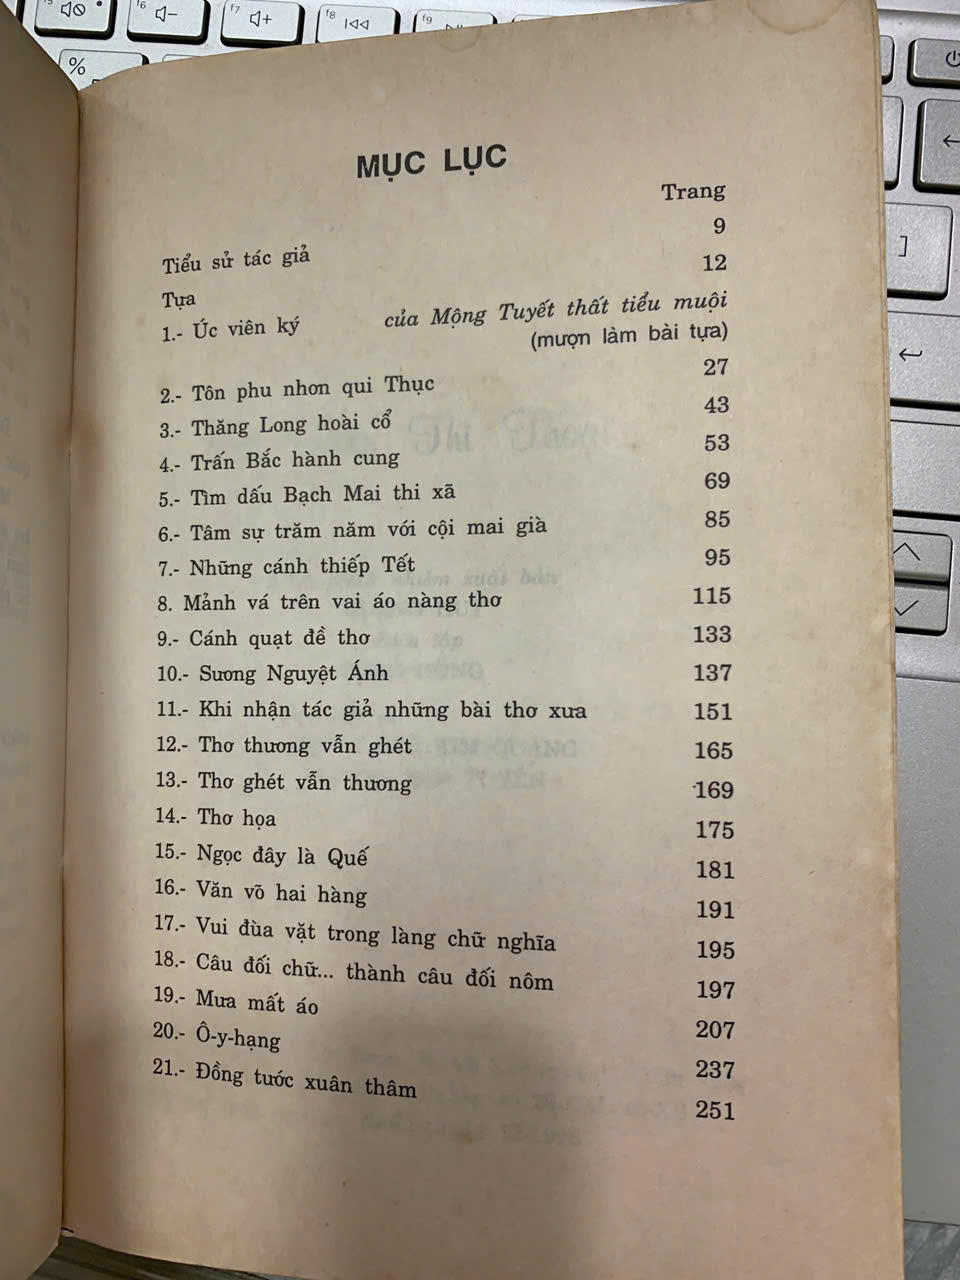 f6
f7
f8
f9
%
]
MỤC LỤC
Trang
Tiểu sử tác giả 9
Tựa 12
1.- Úc viên ký của Mộng Tuyết thất tiểu muội
(mượn làm bài tựa)
2.- Tôn phu nhơn qui Thục 27
3.- Thăng Long hoài cổ 43
4.- Trấn Bắc hành cung 53
5.- Tìm dấu Bạch Mai thi xã 69
6.- Tâm sự trăm năm với cội mai già 85
7.- Những cánh thiếp Tết 95
8. Mảnh vá trên vai áo nàng thơ 115
9.- Cánh quạt đề thơ 133
10.- Sương Nguyệt Ánh 137
11.- Khi nhận tác giả những bài thơ xưa 151
12.- Thơ thương vẫn ghét 165
13.- Thơ ghét vẫn thương 169
14.- Thơ họa 175
15.- Ngọc đây là Quế 181
16.- Văn võ hai hàng 191
17.- Vui đùa vặt trong làng chữ nghĩa 195
18.- Câu đối chữ... thành câu đối nôm 197
19.- Mưa mất áo 207
20.- Ô-y-hạng 237
21.- Đồng tước xuân thâm 251